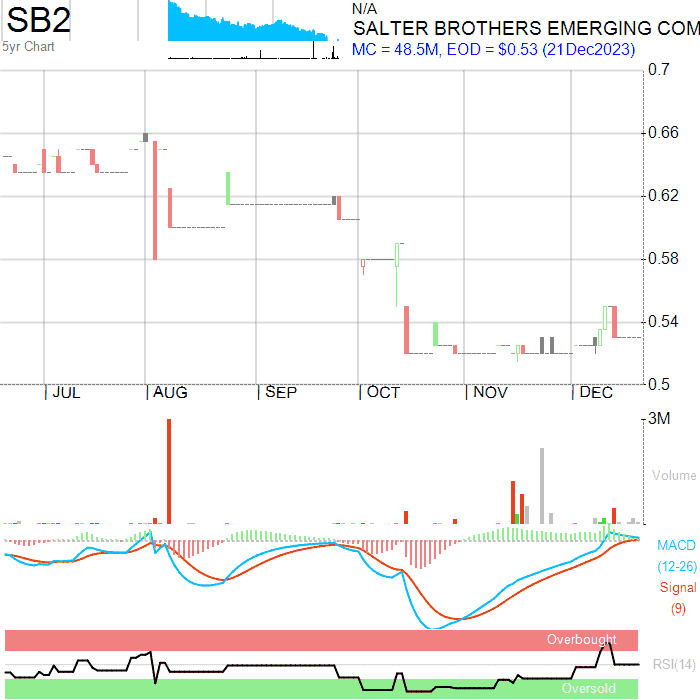 SB2
5yr Chart
N/A
SALTER BROTHERS EMERGING COM
MC = 48.5M, EOD = $0.53 (21Dec2023)
0.7
0.66
0.62
0.58
0.54
0.5
JUL AUG SEP OCT NOV DEC
3M
Volume
MACD
(12-26)
Signal
(9)
Overbought
RSI(14)
Oversold